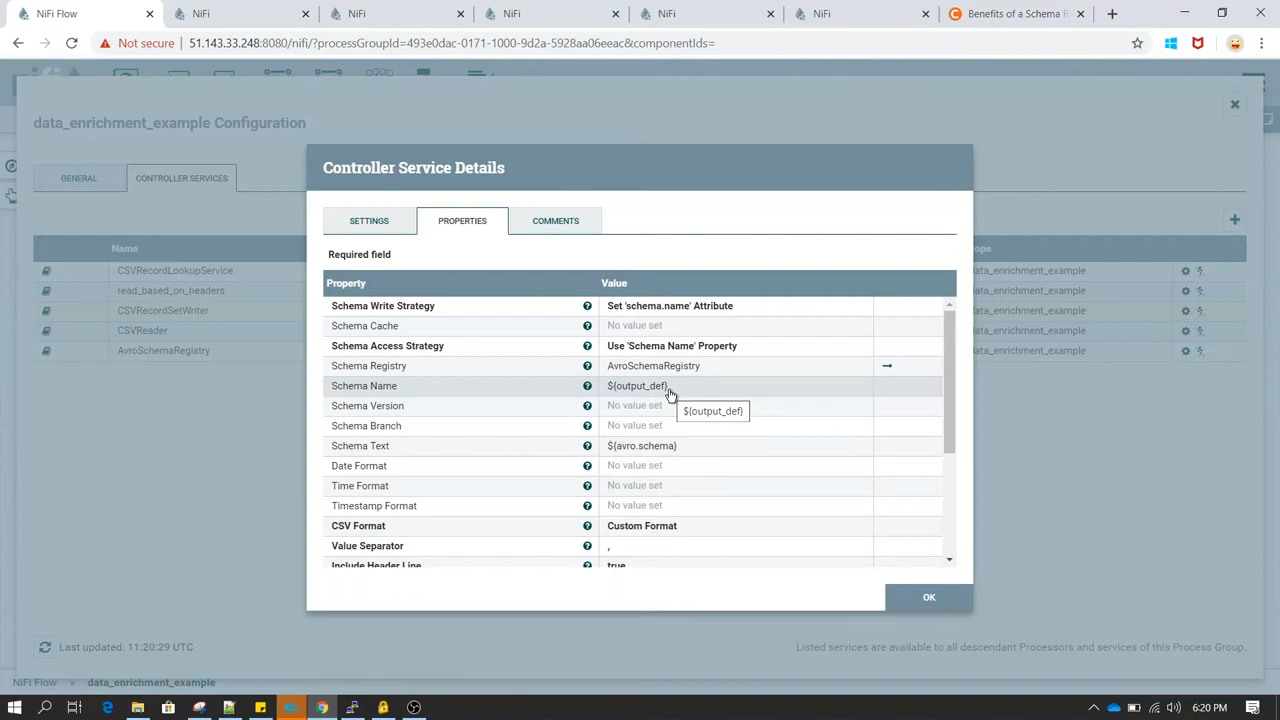 NiFi Flow
NiFi
NiFi
NiFi
NiFi
NiFi
Benefits of a Schema R
Not secure 51.143.33.248:8080/nifi/?processGroupId=493e0dac-0171-1000-9d2a-5928aa06eeac&componentIds=
data_enrichment_example Configuration
GENERAL
CONTROLLER SERVICES
Name
CSVRecordLookupService
read_based_on_headers
CSVRecordSetWriter
CSVReader
AvroSchemaRegistry
Controller Service Details
SETTINGS
PROPERTIES
COMMENTS
Required field
Property Value
Schema Write Strategy Set 'schema.name' Attribute
Schema Cache No value set
Schema Access Strategy Use 'Schema Name' Property
Schema Registry AvroSchemaRegistry
Schema Name ${output_def}
Schema Version No value set
${output_def}
Schema Branch No value set
Schema Text ${avro.schema}
Date Format No value set
Time Format No value set
Timestamp Format No value set
CSV Format Custom Format
Value Separator ,
Include Header Line true
OK
ope
data_enrichment_example
data_enrichment_example
data_enrichment_example
data_enrichment_example
data_enrichment_example
Last updated: 11:20:29 UTC
Listed services are available to all descendant Processors and services of this Process Group.
NiFi Flow » data_enrichment_example
6:20 PM